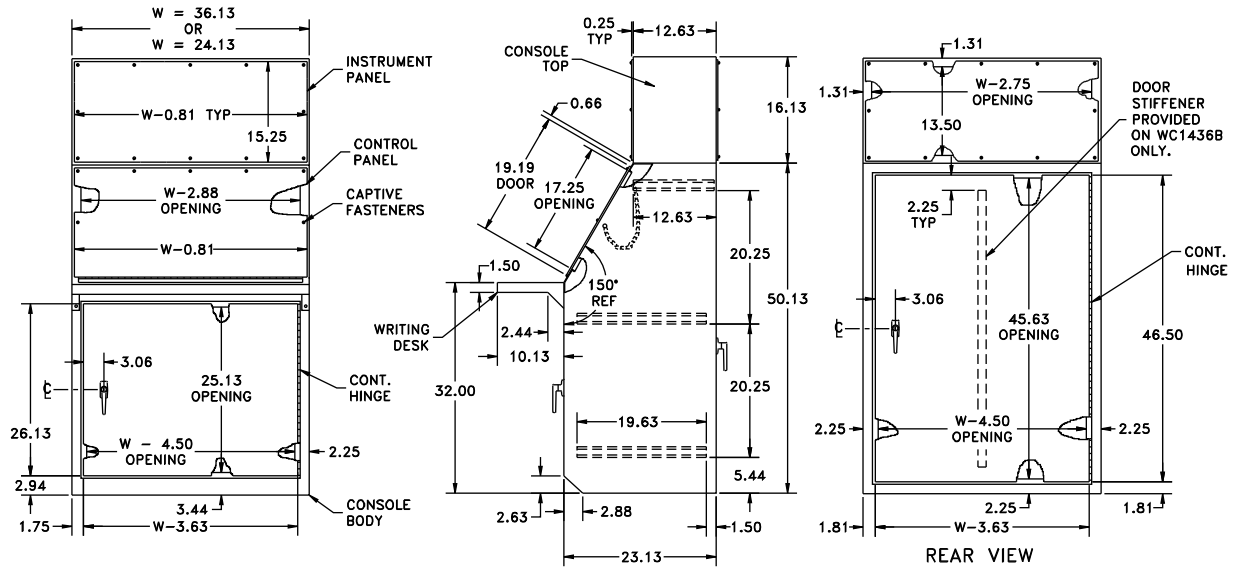 W = 36.13
OR
W = 24.13
INSTRUMENT
PANEL
W-0.81 TYP
15.25
CONTROL
PANEL
W-2.88
OPENING
CAPTIVE
FASTENERS
W-0.81
3.06
25.13
OPENING
CONT.
HINGE
26.13
W - 4.50
OPENING
2.25
2.94
3.44
CONSOLE
BODY
1.75
W-3.63
0.25
TYP
12.63
CONSOLE
TOP
0.66
16.13
19.19
DOOR
17.25
OPENING
12.63
20.25
1.50
150°
REF
50.13
WRITING
DESK
2.44
10.13
32.00
20.25
19.63
5.44
2.63
2.88
1.50
23.13
1.31
1.31
W-2.75
OPENING
13.50
DOOR
STIFFENER
PROVIDED
ON WC1436B
ONLY.
2.25
TYP
CONT.
HINGE
3.06
45.63
OPENING
46.50
2.25
W-4.50
OPENING
2.25
2.25
1.81
1.81
W-3.63
REAR VIEW